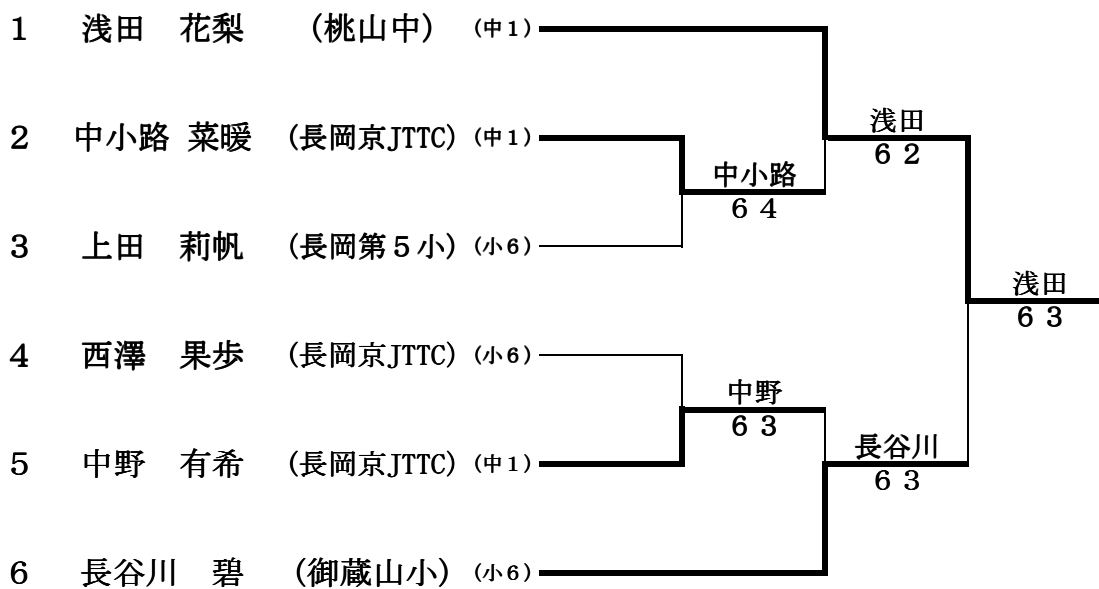 1 浅田 花梨 (桃山中) (中1)
浅田
2 中小路 菜暖 (長岡京JTTC) (中1)
6 2
中小路
6 4
3 上田 莉帆 (長岡第5小) (小6)
浅田
6 3
4 西澤 果歩 (長岡京JTTC) (小6)
中野
6 3
長谷川
5 中野 有希 (長岡京JTTC) (中1)
6 3
6 長谷川 碧 (御蔵山小) (小6)